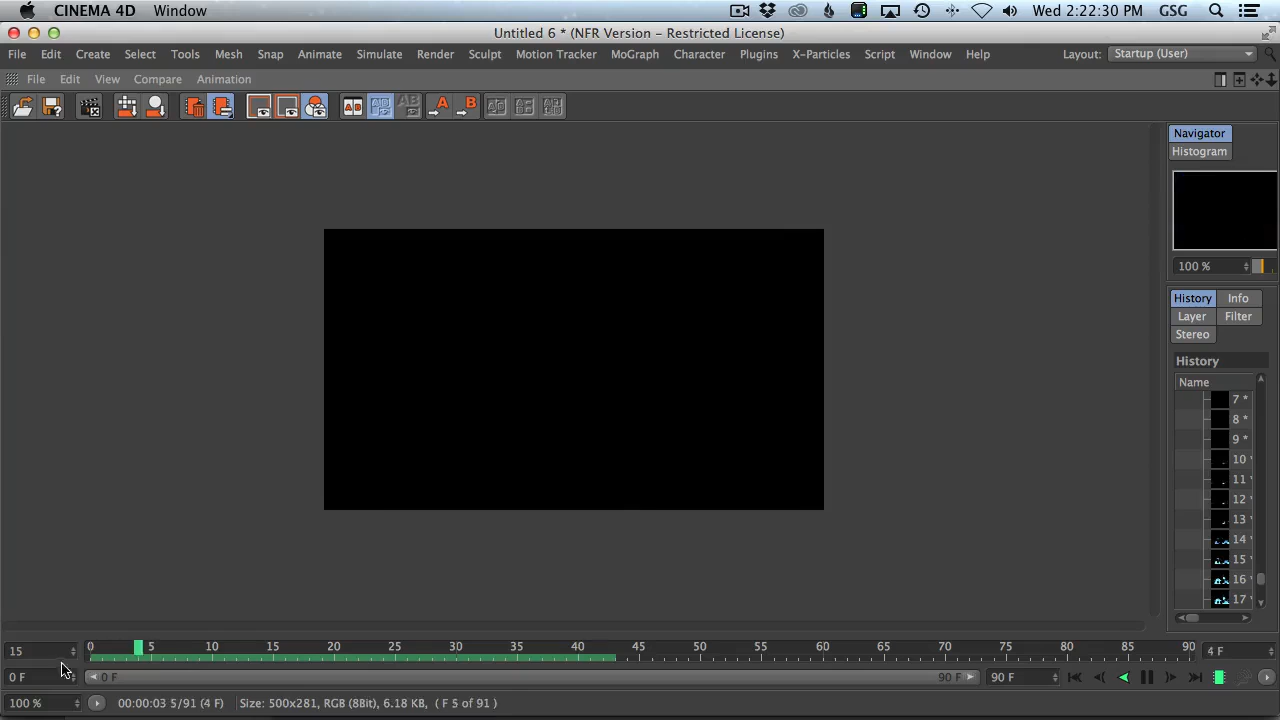 CINEMA 4D Window Wed 2:22:30 PM GSG
Untitled 6 * (NFR Version – Restricted License)
File Edit Create Select Tools Mesh Snap Animate Simulate Render Sculpt Motion Tracker MoGraph Character Plugins X-Particles Script Window Help Layout: Startup (User)
File Edit View Compare Animation
AB AB A B
Navigator
Histogram
100 %
History Info
Layer Filter
Stereo
History
Name
7 *
8 *
9 *
10
11
12
13 *
14
15
16
17
15 0 5 10 15 20 25 30 35 40 45 50 55 60 65 70 75 80 85 90 4 F
0 F 0 F 90 F 90 F
100 % 00:00:03 5/91 (4 F) Size: 500x281, RGB (8Bit), 6.18 KB, ( F 5 of 91 )